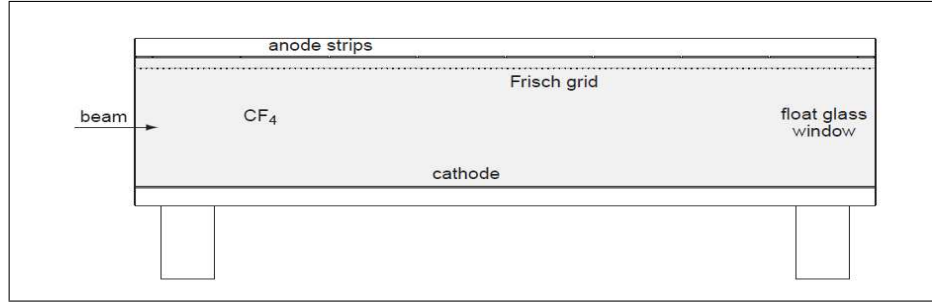 anode strips
Frisch grid
beam
CF4
float glass
window
cathode